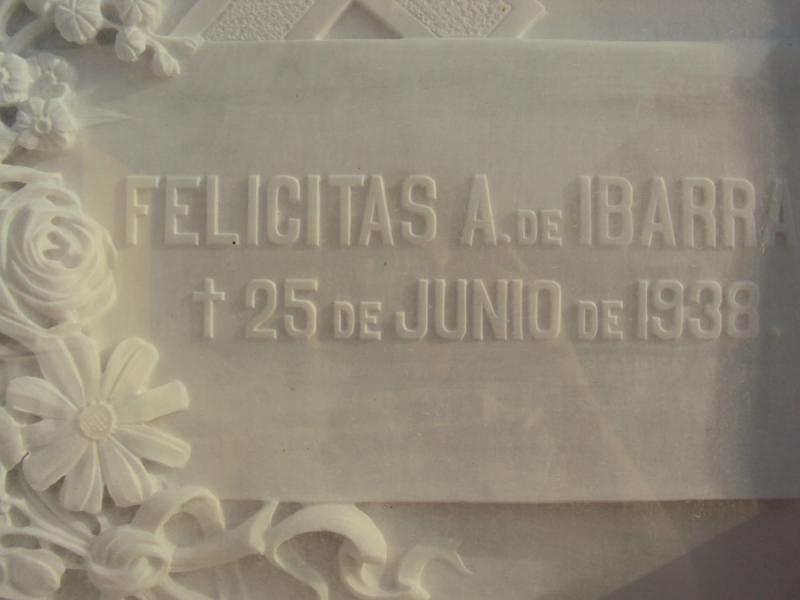 FELICITAS A. DE IBARRA
† 25 DE JUNIO DE 1938.